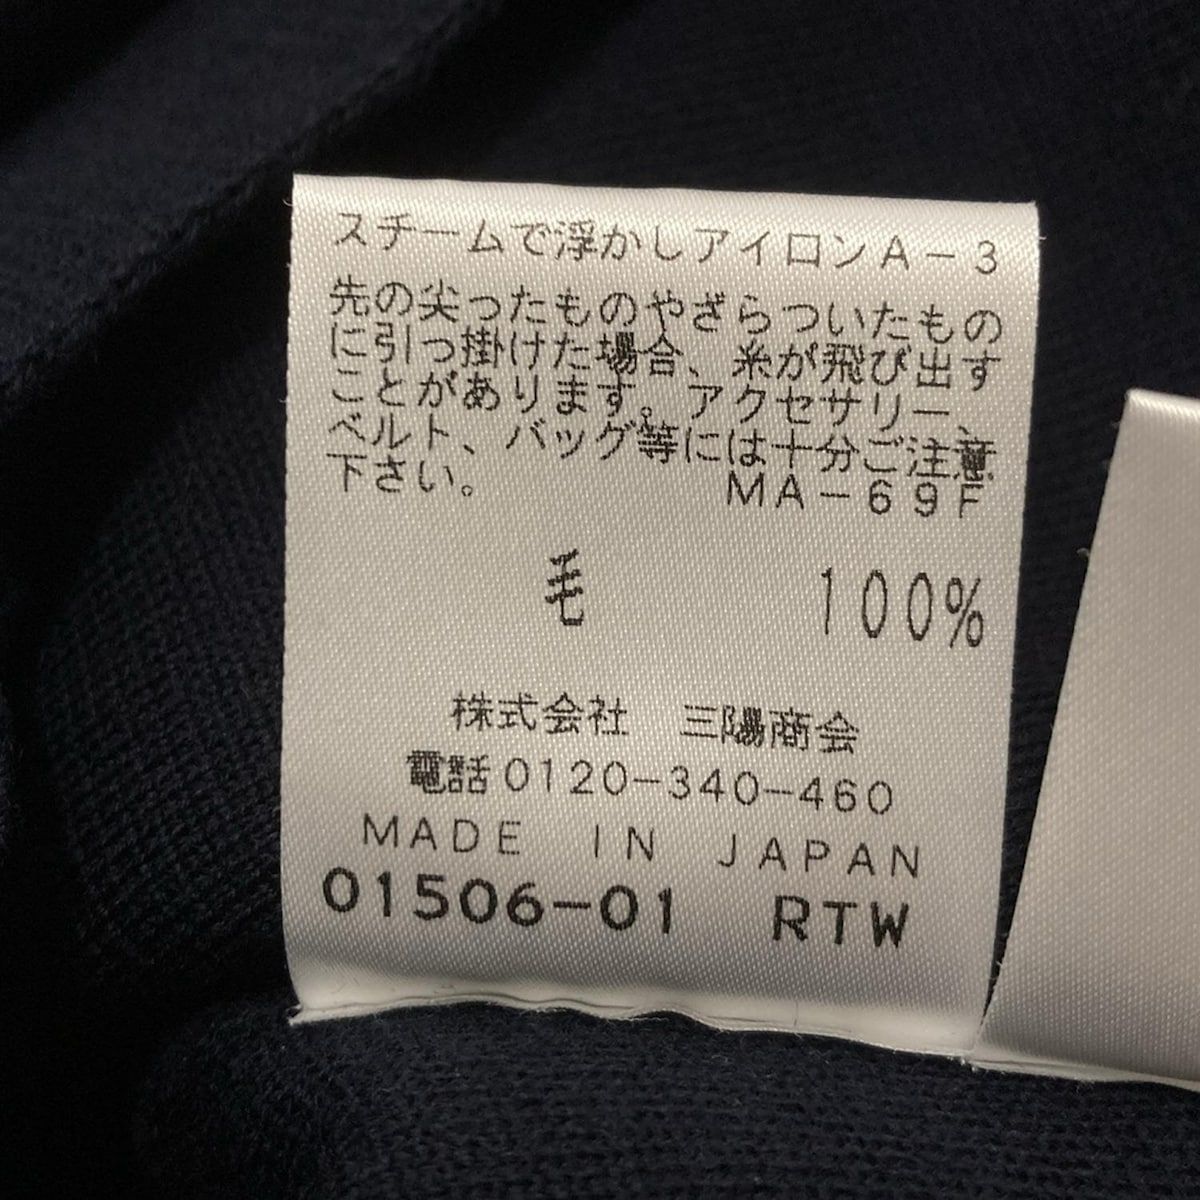 スチームで浮かしアイロンA-3
先の尖ったものやざらついたもの
に引っ掛けた場合、糸が飛び出す
ことがあります。アクセサリー、
ベルト、バッグ等には十分ご注意
下さい。 MA-69F
毛 100%
株式会社 三陽商会
電話0120-340-460
MADE IN JAPAN
01506-01 RTW